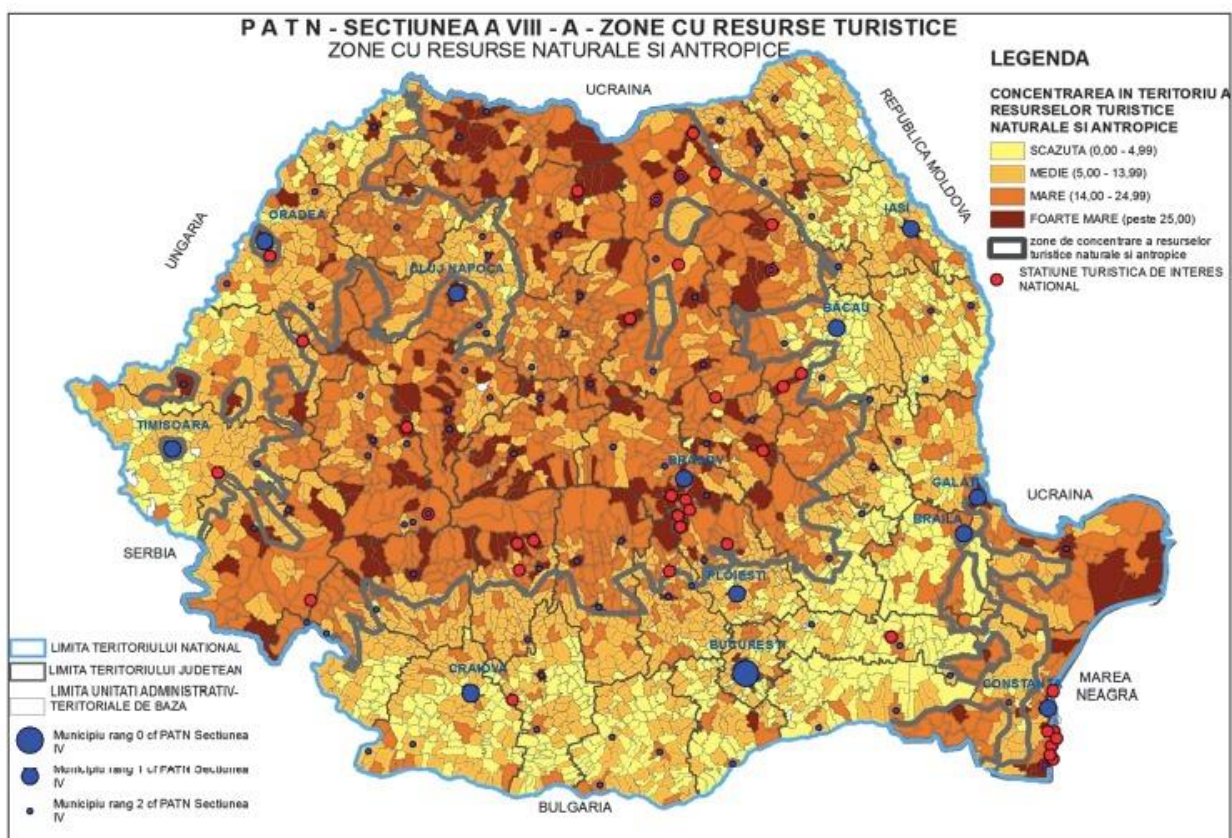 P A T N - SECTIUNEA A VIII - A - ZONE CU RESURSE TURISTICE
ZONE CU RESURSE NATURALE SI ANTROPICE
LEGENDA
CONCENTRAREA IN TERITORIU A
RESURSELOR TURISTICE
NATURALE SI ANTROPICE
SCAZUTA (0,00 - 4,99)
MEDIE (5,00 - 13,99)
MARE (14,00 - 24,99)
FOARTE MARE (peste 25,00)
zone de concentrare a resurselor
turistice naturale si antropice
STATIUNE TURISTICA DE INTERES
NATIONAL
UCRAINA
REPUBLICA MOLDOVA
UNGARIA
ORADEA
IASI
CLUJ NAPOCA
BACAU
TIMISOARA
BRASOV
GALATI
UCRAINA
BRAILA
SERBIA
PLOIESTI
BUCURESTI
CRAIOVA
CONSTANTA
MAREA
NEAGRA
BULGARIA
LIMITA TERITORIULUI NATIONAL
LIMITA TERITORIULUI JUDETEAN
LIMITA UNITATI ADMINISTRATIV-
TERITORIALE DE BAZA
Municipiu rang 0 cf PATN Sectiunea
IV
Municipiu rang 1 cf PATN Sectiunea
IV
Municipiu rang 2 cf PATN Sectiunea
IV